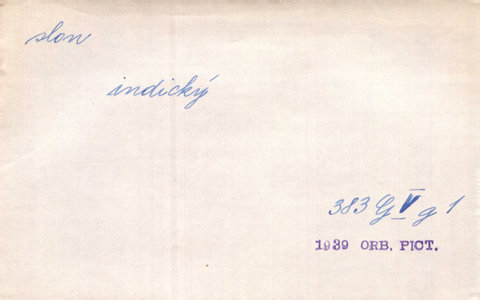 slon
indický
383 G V g 1
1939 ORB. PICT.